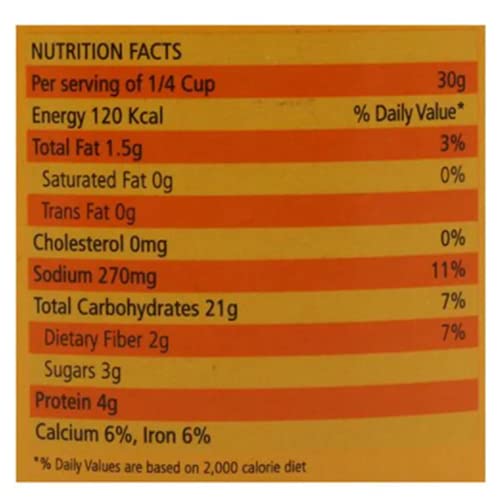 NUTRITION FACTS
Per serving of 1/4 Cup 30g
Energy 120 Kcal % Daily Value*
Total Fat 1.5g 3%
Saturated Fat 0g 0%
Trans Fat 0g
Cholesterol 0mg 0%
Sodium 270mg 11%
Total Carbohydrates 21g 7%
Dietary Fiber 2g 7%
Sugars 3g
Protein 4g
Calcium 6%, Iron 6%
*% Daily Values are based on 2,000 calorie diet